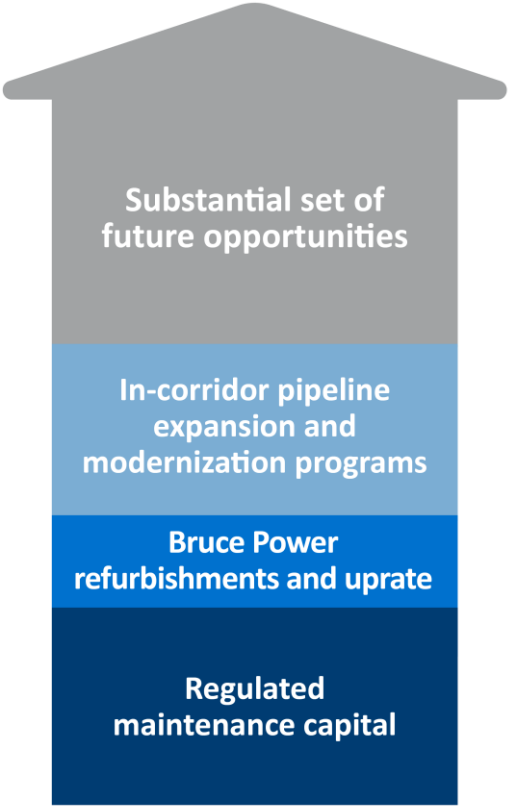 Substantial set of
future opportunities
In-corridor pipeline
expansion and
modernization programs
Bruce Power
refurbishments and uprate
Regulated
maintenance capital